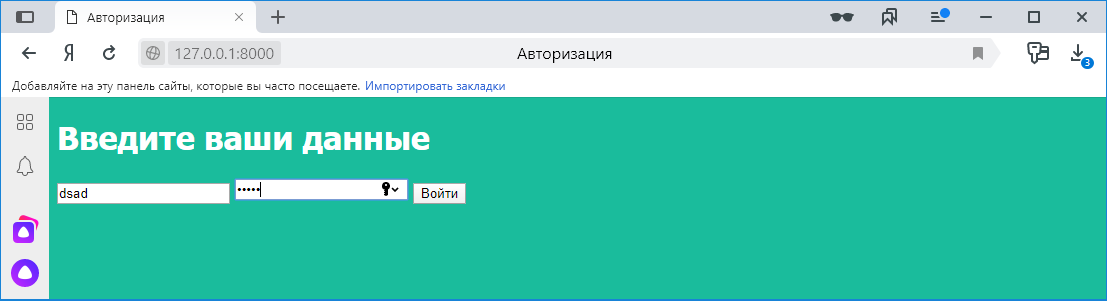 Авторизация
Я 127.0.0.1:8000 Авторизация
3
Добавляйте на эту панель сайты, которые вы часто посещаете. Импортировать закладки
Введите ваши данные
dsad ••••• Войти